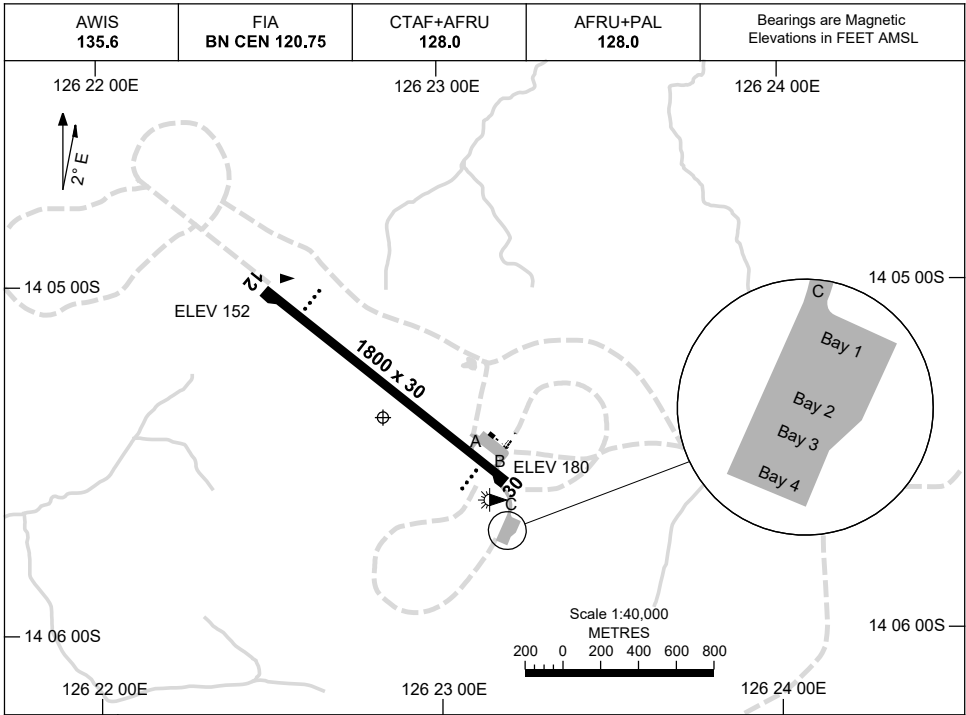 AWIS
135.6
FIA
BN CEN 120.75
CTAF+AFRU
128.0
AFRU+PAL
128.0
Bearings are Magnetic
Elevations in FEET AMSL
126 22 00E
126 23 00E
126 24 00E
2° E
14 05 00S
14 05 00S
12
ELEV 152
1800 x 30
A
B
ELEV 180
30
C
C
Bay 1
Bay 2
Bay 3
Bay 4
Scale 1:40,000
METRES
200 0 200 400 600 800
14 06 00S
14 06 00S
126 22 00E
126 23 00E
126 24 00E